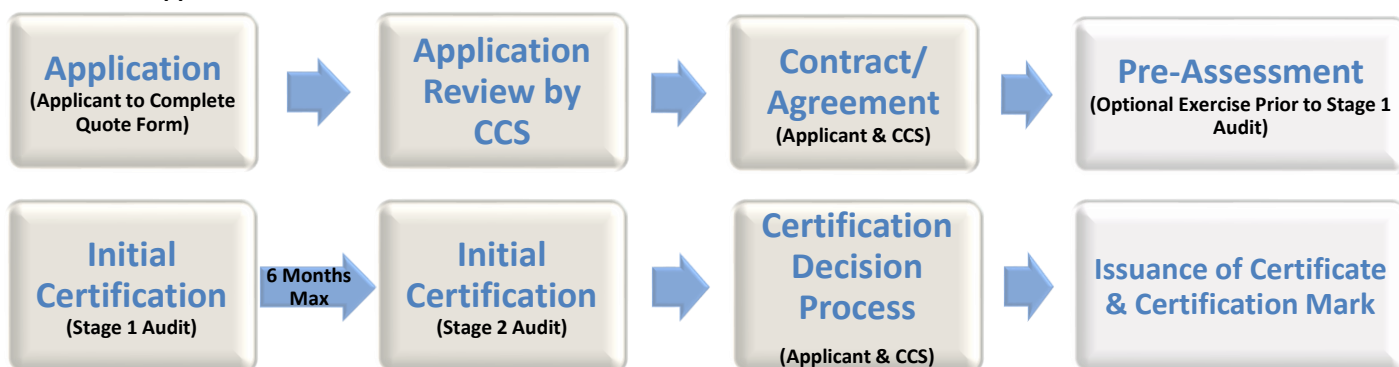 Application
(Applicant to Complete
Quote Form)
Application
Review by
CCS
Contract/
Agreement
(Applicant & CCS)
Pre-Assessment
(Optional Exercise Prior to Stage 1
Audit)
Initial
Certification
(Stage 1 Audit)
6 Months
Max
Initial
Certification
(Stage 2 Audit)
Certification
Decision
Process
(Applicant & CCS)
Issuance of Certificate
& Certification Mark